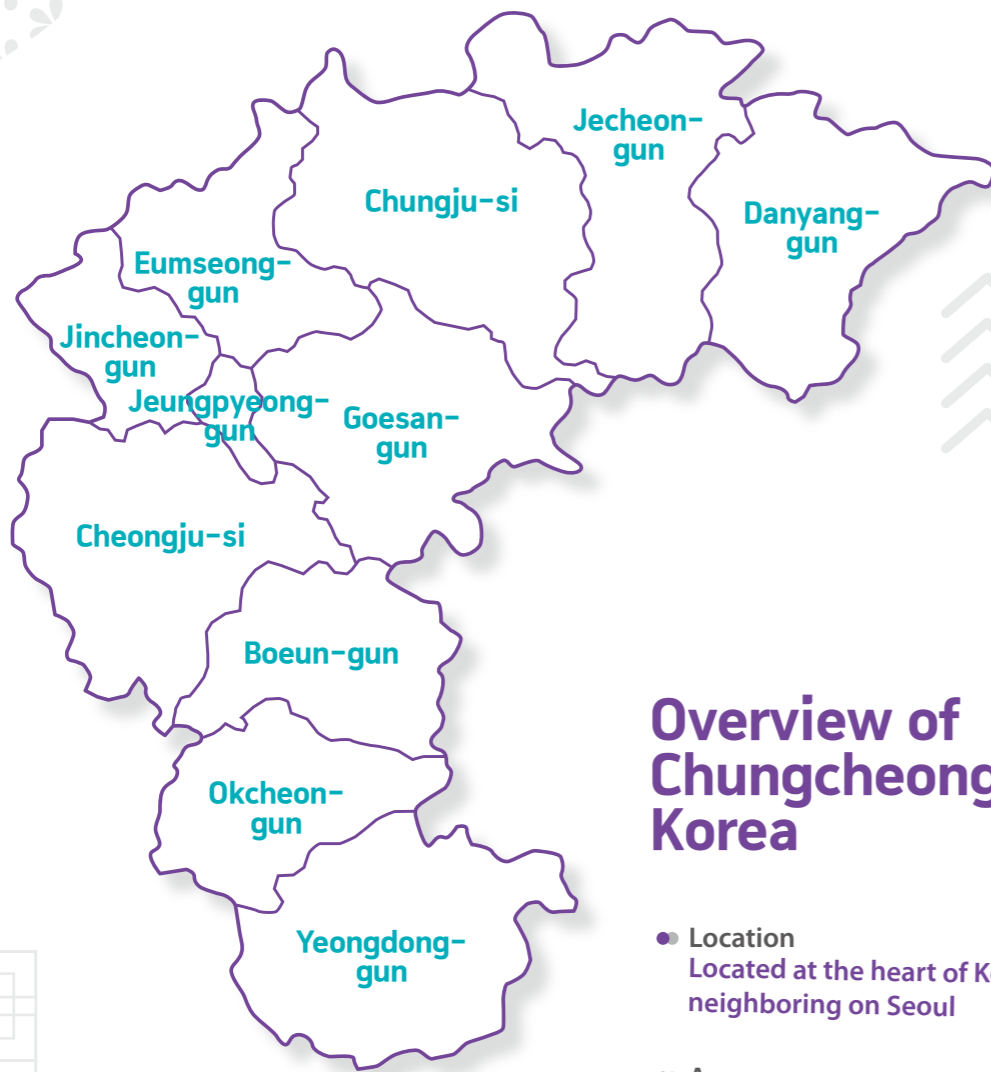 Jecheon-
gun
Chungju-si
Danyang-
gun
Eumseong-
gun
Jincheon-
gun
Jeungpyeong-
gun
Goesan-
gun
Cheongju-si
Boeun-gun
Overview of
Chungcheong
Korea
Okcheon-
gun
Yeongdong-
gun
Location
Located at the heart of
neighboring on Seoul